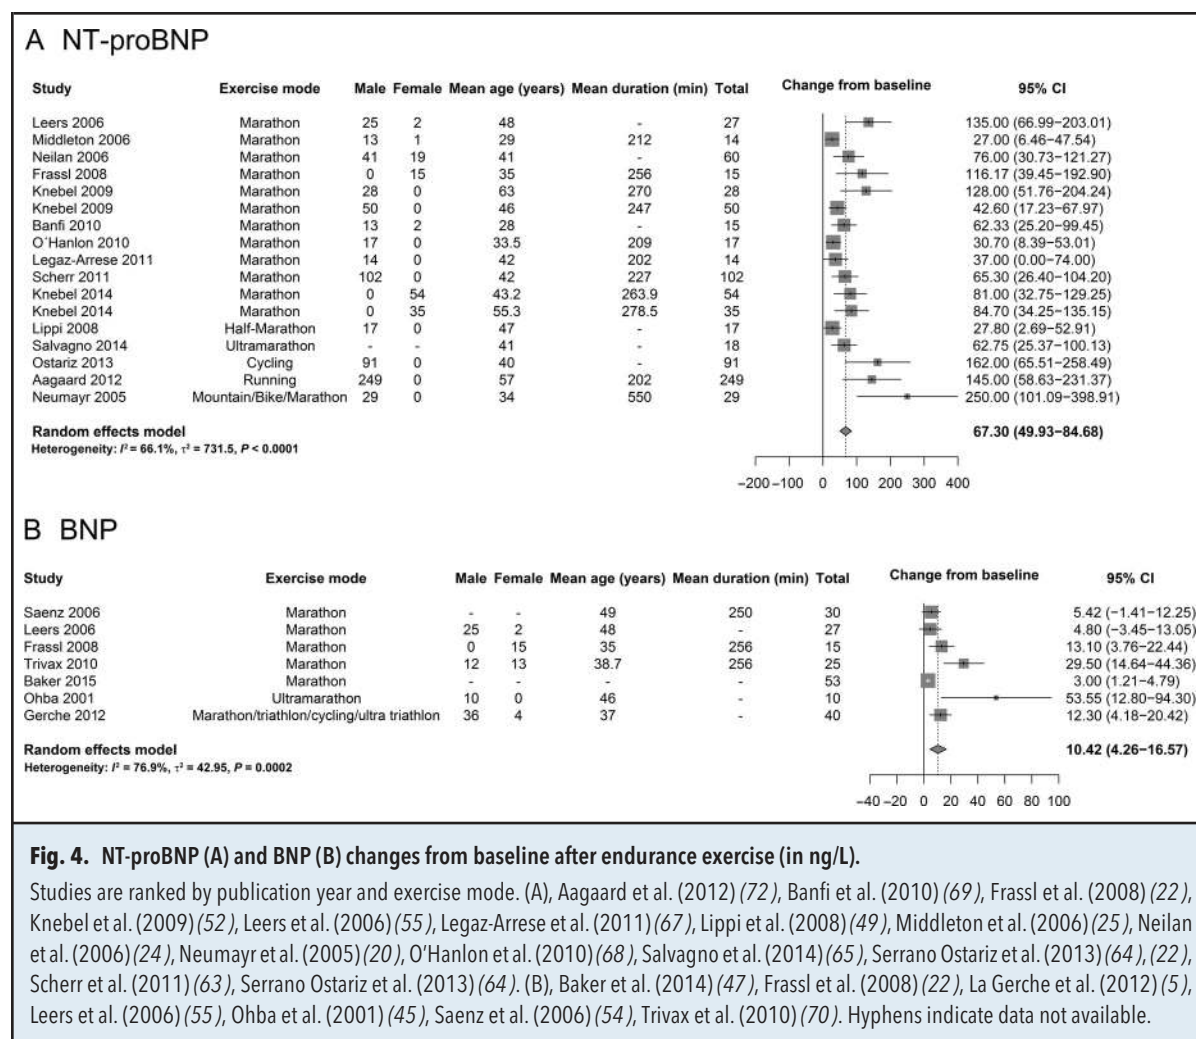 A NT-proBNP
Study Exercise mode Male Female Mean age (years) Mean duration (min) Total Change from baseline 95% CI
Leers 2006 Marathon 25 2 48 - 27 135.00 (66.99−203.01)
Middleton 2006 Marathon 13 1 29 212 14 27.00 (6.46−47.54)
Neilan 2006 Marathon 41 19 41 - 60 76.00 (30.73−121.27)
Frassl 2008 Marathon 0 15 35 256 15 116.17 (39.45−192.90)
Knebel 2009 Marathon 28 0 63 270 28 128.00 (51.76−204.24)
Knebel 2009 Marathon 50 0 46 247 50 42.60 (17.23−67.97)
Banfi 2010 Marathon 13 2 28 - 15 62.33 (25.20−99.45)
O´Hanlon 2010 Marathon 17 0 33.5 209 17 30.70 (8.39−53.01)
Legaz-Arrese 2011 Marathon 14 0 42 202 14 37.00 (0.00−74.00)
Scherr 2011 Marathon 102 0 42 227 102 65.30 (26.40−104.20)
Knebel 2014 Marathon 0 54 43.2 263.9 54 81.00 (32.75−129.25)
Knebel 2014 Marathon 0 35 55.3 278.5 35 84.70 (34.25−135.15)
Lippi 2008 Half-Marathon 17 0 47 - 17 27.80 (2.69−52.91)
Salvagno 2014 Ultramarathon - - 41 - 18 62.75 (25.37−100.13)
Ostariz 2013 Cycling 91 0 40 - 91 162.00 (65.51−258.49)
Aagaard 2012 Running 249 0 57 202 249 145.00 (58.63−231.37)
Neumayr 2005 Mountain/Bike/Marathon 29 0 34 550 29 250.00 (101.09−398.91)
Random effects model 67.30 (49.93−84.68)
Heterogeneity: I² = 66.1%, τ² = 731.5, P < 0.0001
−200 −100 0 100 200 300 400
B BNP
Study Exercise mode Male Female Mean age (years) Mean duration (min) Total Change from baseline 95% CI
Saenz 2006 Marathon - - 49 250 30 5.42 (−1.41−12.25)
Leers 2006 Marathon 25 2 48 - 27 4.80 (−3.45−13.05)
Frassl 2008 Marathon 0 15 35 256 15 13.10 (3.76−22.44)
Trivax 2010 Marathon 12 13 38.7 256 25 29.50 (14.64−44.36)
Baker 2015 Marathon - - - - 53 3.00 (1.21−4.79)
Ohba 2001 Ultramarathon 10 0 46 - 10 53.55 (12.80−94.30)
Gerche 2012 Marathon/triathlon/cycling/ultra triathlon 36 4 37 - 40 12.30 (4.18−20.42)
Random effects model 10.42 (4.26−16.57)
Heterogeneity: I² = 76.9%, τ² = 42.95, P = 0.0002
−40 −20 0 20 40 60 80 100
Fig. 4. NT-proBNP (A) and BNP (B) changes from baseline after endurance exercise (in ng/L).
Studies are ranked by publication year and exercise mode. (A), Aagaard et al. (2012) (72), Banfi et al. (2010) (69), Frassl et al. (2008) (22),
Knebel et al. (2009) (52), Leers et al. (2006) (55), Legaz-Arrese et al. (2011) (67), Lippi et al. (2008) (49), Middleton et al. (2006) (25), Neilan
et al. (2006) (24), Neumayr et al. (2005) (20), O'Hanlon et al. (2010) (68), Salvagno et al. (2014) (65), Serrano Ostariz et al. (2013) (64), (22),
Scherr et al. (2011) (63), Serrano Ostariz et al. (2013) (64). (B), Baker et al. (2014) (47), Frassl et al. (2008) (22), La Gerche et al. (2012) (5),
Leers et al. (2006) (55), Ohba et al. (2001) (45), Saenz et al. (2006) (54), Trivax et al. (2010) (70). Hyphens indicate data not available.